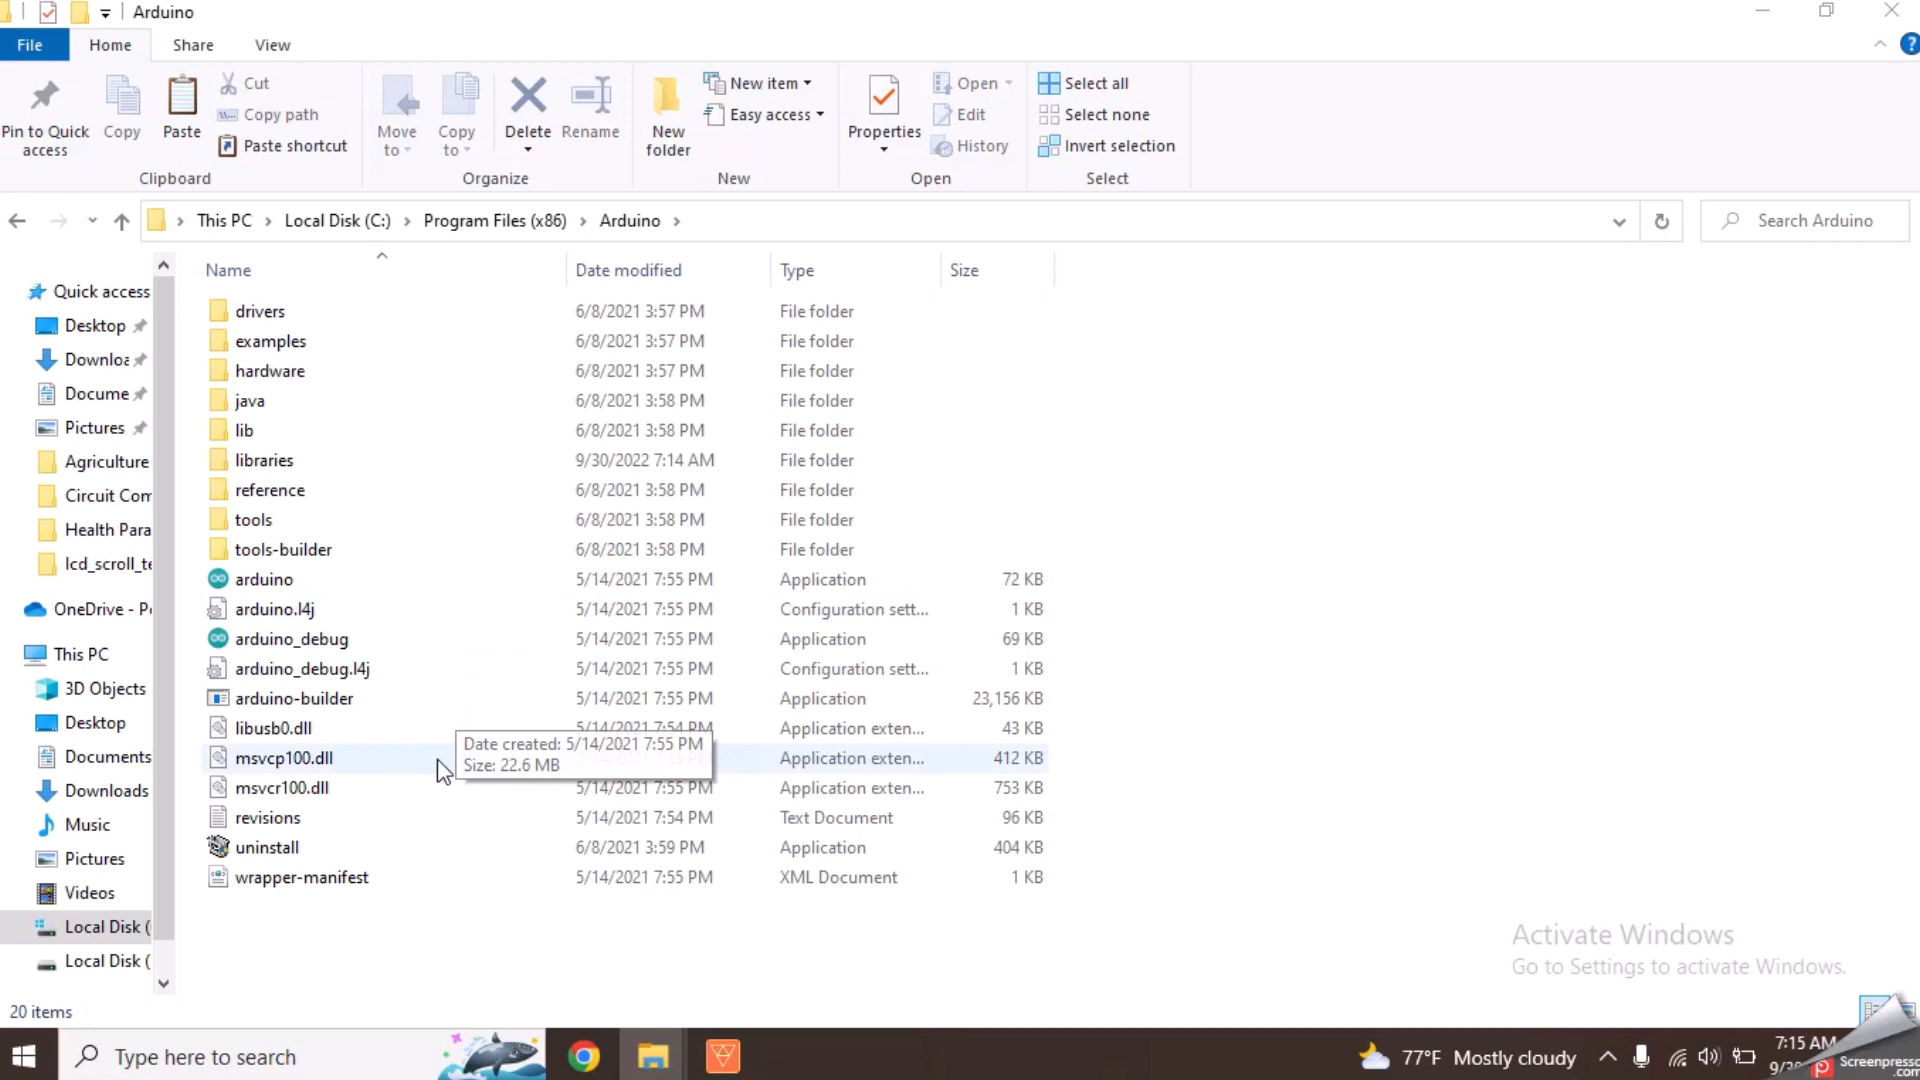 Arduino
File Home Share View
Pin to Quick access
Copy
Paste
Cut
Copy path
Paste shortcut
Clipboard
Move to
Copy to
Delete
Rename
Organize
New folder
New item
Easy access
New
Properties
Open
Edit
History
Open
Select all
Select none
Invert selection
Select
This PC > Local Disk (C:) > Program Files (x86) > Arduino >
Search Arduino
Quick access
Desktop
Downloa
Docume
Pictures
Agriculture
Circuit Com
Health Para
lcd_scroll_te
OneDrive - P
This PC
3D Objects
Desktop
Documents
Downloads
Music
Pictures
Videos
Local Disk (
Local Disk (
Name Date modified Type Size
drivers 6/8/2021 3:57 PM File folder
examples 6/8/2021 3:57 PM File folder
hardware 6/8/2021 3:57 PM File folder
java 6/8/2021 3:58 PM File folder
lib 6/8/2021 3:58 PM File folder
libraries 9/30/2022 7:14 AM File folder
reference 6/8/2021 3:58 PM File folder
tools 6/8/2021 3:58 PM File folder
tools-builder 6/8/2021 3:58 PM File folder
arduino 5/14/2021 7:55 PM Application 72 KB
arduino.l4j 5/14/2021 7:55 PM Configuration sett... 1 KB
arduino_debug 5/14/2021 7:55 PM Application 69 KB
arduino_debug.l4j 5/14/2021 7:55 PM Configuration sett... 1 KB
arduino-builder 5/14/2021 7:55 PM Application 23,156 KB
libusb0.dll 5/14/2021 7:54 PM Application exten... 43 KB
msvcp100.dll Application exten... 412 KB
Date created: 5/14/2021 7:55 PM
Size: 22.6 MB
msvcr100.dll 5/14/2021 7:55 PM Application exten... 753 KB
revisions 5/14/2021 7:54 PM Text Document 96 KB
uninstall 6/8/2021 3:59 PM Application 404 KB
wrapper-manifest 5/14/2021 7:55 PM XML Document 1 KB
Activate Windows
Go to Settings to activate Windows.
20 items
Type here to search
77°F Mostly cloudy
7:15 AM
Screenpresso
.com